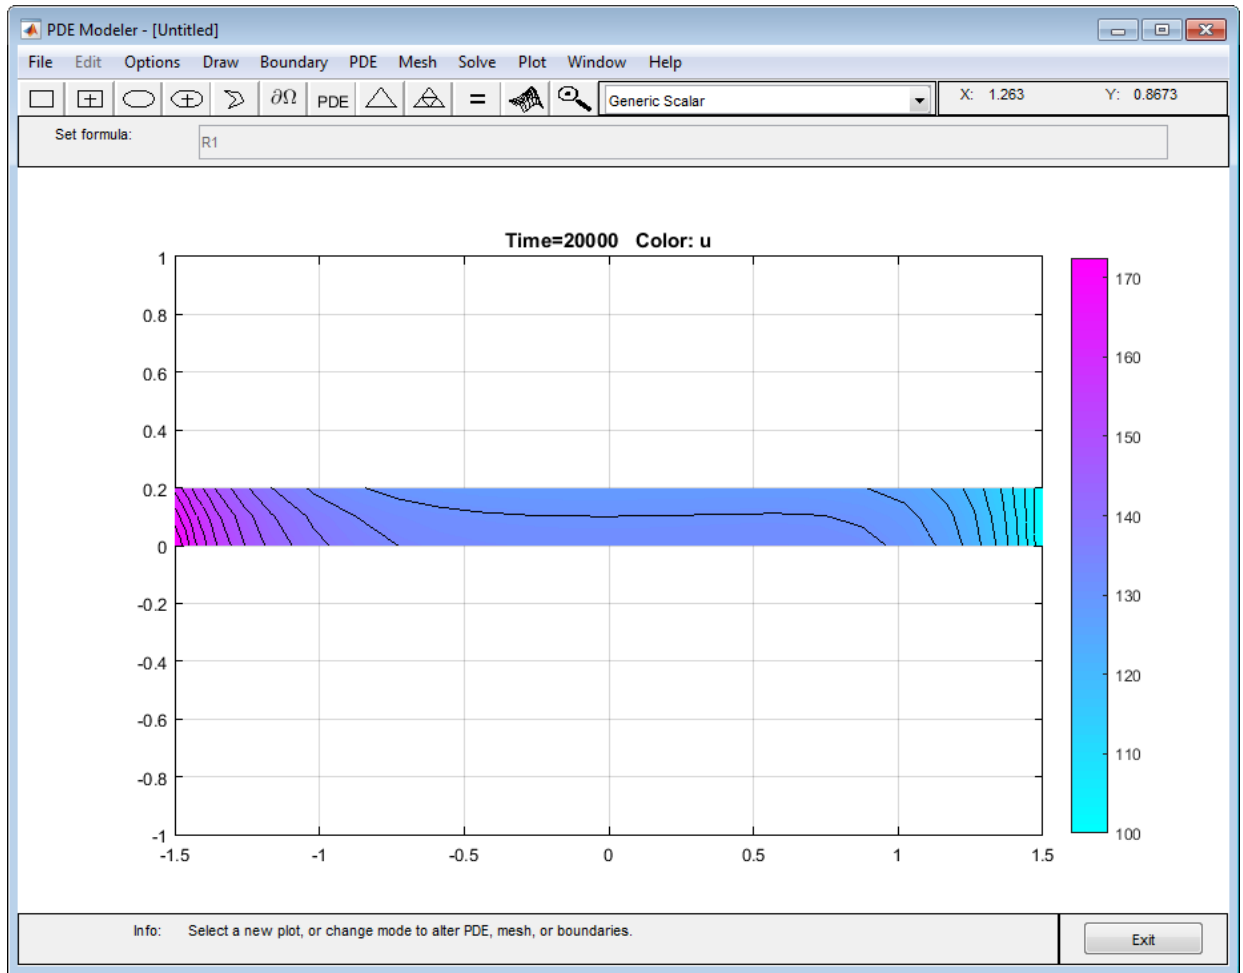 PDE Modeler - [Untitled]
File Edit Options Draw Boundary PDE Mesh Solve Plot Window Help
∂Ω PDE = Generic Scalar X: 1.263 Y: 0.8673
Set formula: R1
Time=20000 Color: u
1
0.8
0.6
0.4
0.2
0
-0.2
-0.4
-0.6
-0.8
-1
-1.5 -1 -0.5 0 0.5 1 1.5
170
160
150
140
130
120
110
100
Info: Select a new plot, or change mode to alter PDE, mesh, or boundaries.
Exit